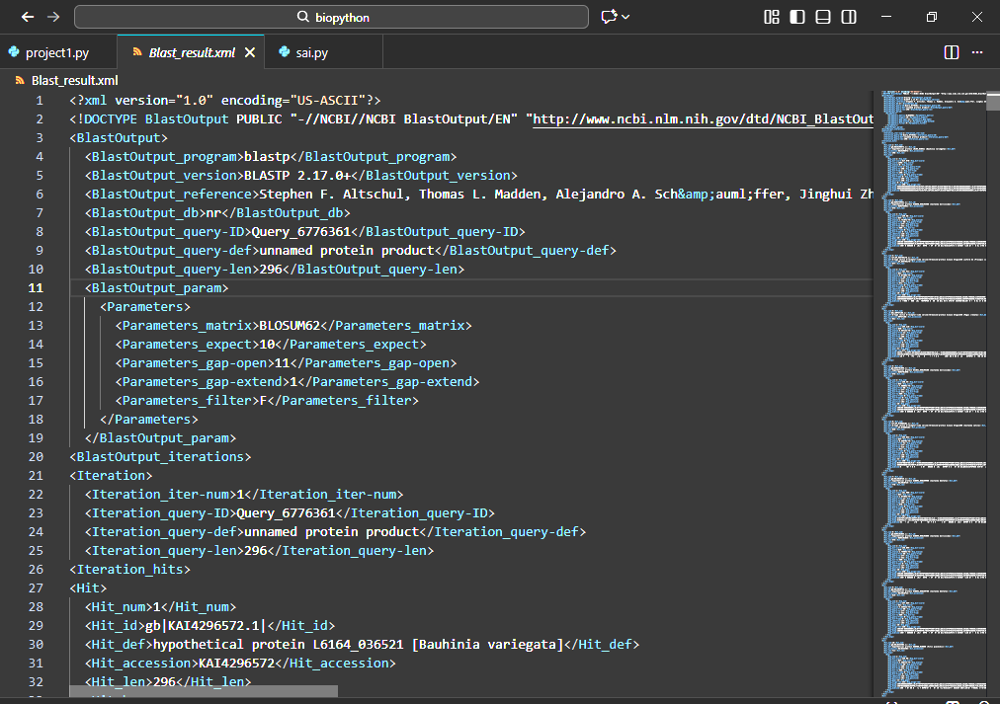 biopython
project1.py
Blast_result.xml
sai.py
Blast_result.xml
1 <?xml version="1.0" encoding="US-ASCII"?>
2 <!DOCTYPE BlastOutput PUBLIC "-//NCBI//NCBI BlastOutput/EN" "http://www.ncbi.nlm.nih.gov/dtd/NCBI_BlastOut
3 <BlastOutput>
4 <BlastOutput_program>blastp</BlastOutput_program>
5 <BlastOutput_version>BLASTP 2.17.0+</BlastOutput_version>
6 <BlastOutput_reference>Stephen F. Altschul, Thomas L. Madden, Alejandro A. Sch&amp;auml;ffer, Jinghui Zh
7 <BlastOutput_db>nr</BlastOutput_db>
8 <BlastOutput_query-ID>Query_6776361</BlastOutput_query-ID>
9 <BlastOutput_query-def>unnamed protein product</BlastOutput_query-def>
10 <BlastOutput_query-len>296</BlastOutput_query-len>
11 <BlastOutput_param>
12 <Parameters>
13 <Parameters_matrix>BLOSUM62</Parameters_matrix>
14 <Parameters_expect>10</Parameters_expect>
15 <Parameters_gap-open>11</Parameters_gap-open>
16 <Parameters_gap-extend>1</Parameters_gap-extend>
17 <Parameters_filter>F</Parameters_filter>
18 </Parameters>
19 </BlastOutput_param>
20 <BlastOutput_iterations>
21 <Iteration>
22 <Iteration_iter-num>1</Iteration_iter-num>
23 <Iteration_query-ID>Query_6776361</Iteration_query-ID>
24 <Iteration_query-def>unnamed protein product</Iteration_query-def>
25 <Iteration_query-len>296</Iteration_query-len>
26 <Iteration_hits>
27 <Hit>
28 <Hit_num>1</Hit_num>
29 <Hit_id>gb|KAI4296572.1|</Hit_id>
30 <Hit_def>hypothetical protein L6164_036521 [Bauhinia variegata]</Hit_def>
31 <Hit_accession>KAI4296572</Hit_accession>
32 <Hit_len>296</Hit_len>